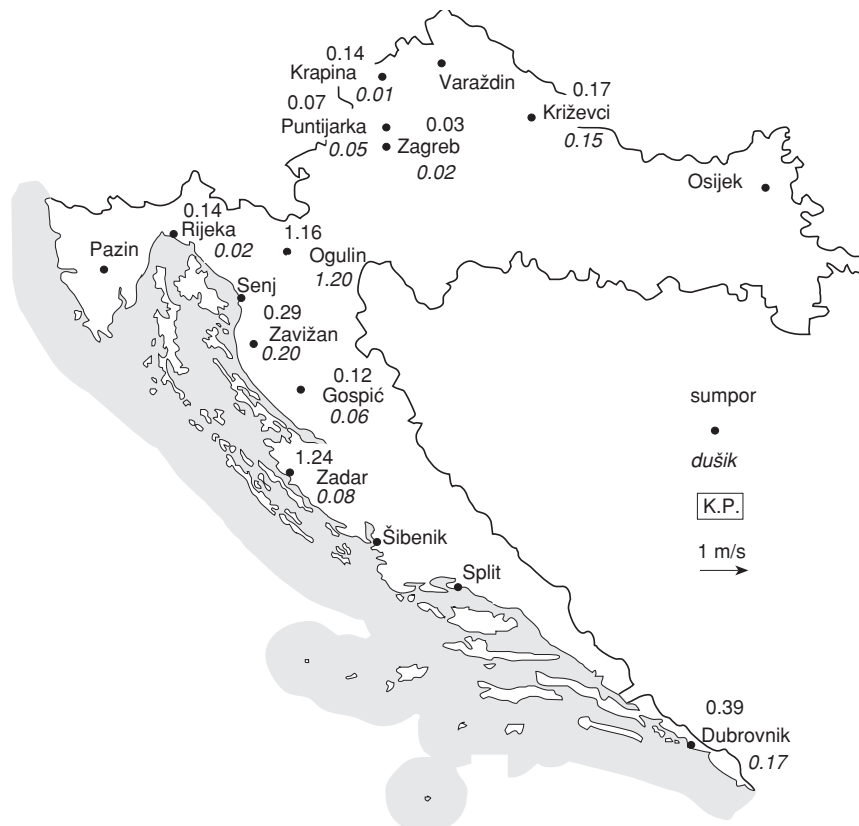 0.14
Krapina
0.01
Varaždin
0.07
Puntijarka
0.05
0.03
Zagreb
0.02
0.17
Križevci
0.15
Osijek
0.14
Rijeka
0.02
Pazin
1.16
Ogulin
1.20
Senj
0.29
Zavižan
0.20
0.12
Gospić
0.06
1.24
Zadar
0.08
Šibenik
Split
0.39
Dubrovnik
0.17
sumpor
dušik
K.P.
1 m/s